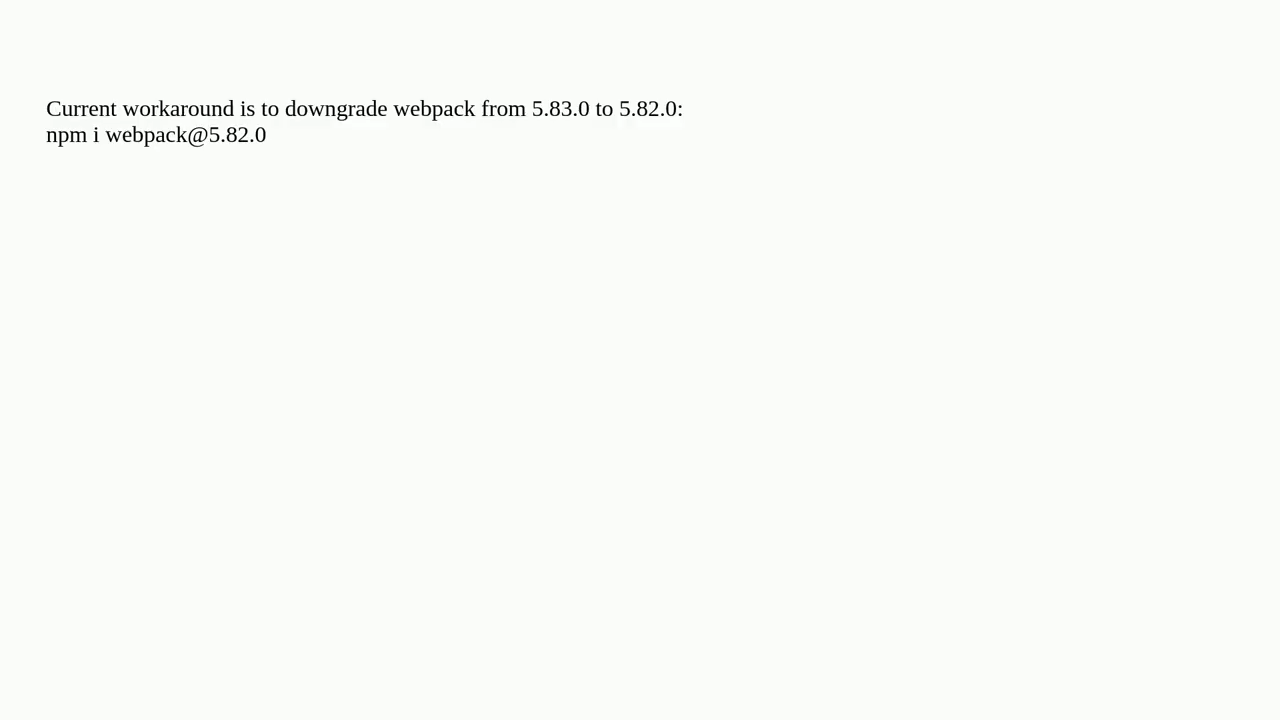 Current workaround is to downgrade webpack from 5.83.0 to 5.82.0:
npm i webpack@5.82.0